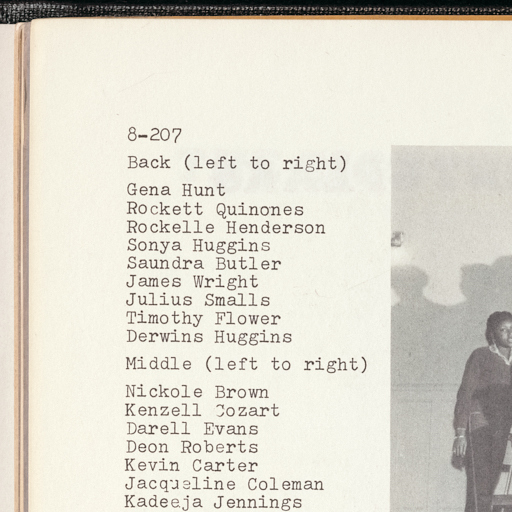 8-207
Back (left to right)
Gena Hunt
Rockett Quinones
Rockelle Henderson
Sonya Huggins
Saundra Butler
James Wright
Julius Smalls
Timothy Flower
Derwins Huggins
Middle (left to right)
Nickole Brown
Kenzell Cozart
Darell Evans
Deon Roberts
Kevin Carter
Jacqueline Coleman
Kadeeja Jennings